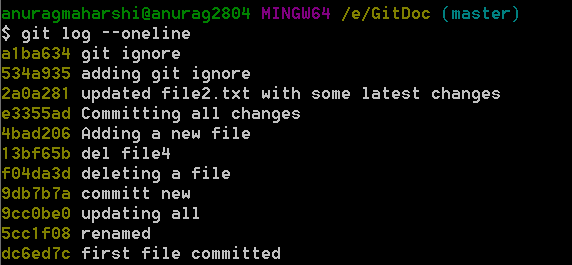 anuragmaharshi@anurag2804 MINGW64 /e/GitDoc (master)
$ git log --oneline
a1ba634 git ignore
534a935 adding git ignore
2a0a281 updated file2.txt with some latest changes
e3355ad Committing all changes
4bad206 Adding a new file
13bf65b del file4
f04da3d deleting a file
9db7b7a committ new
9cc0be0 updating all
5cc1f08 renamed
dc6ed7c first file committed